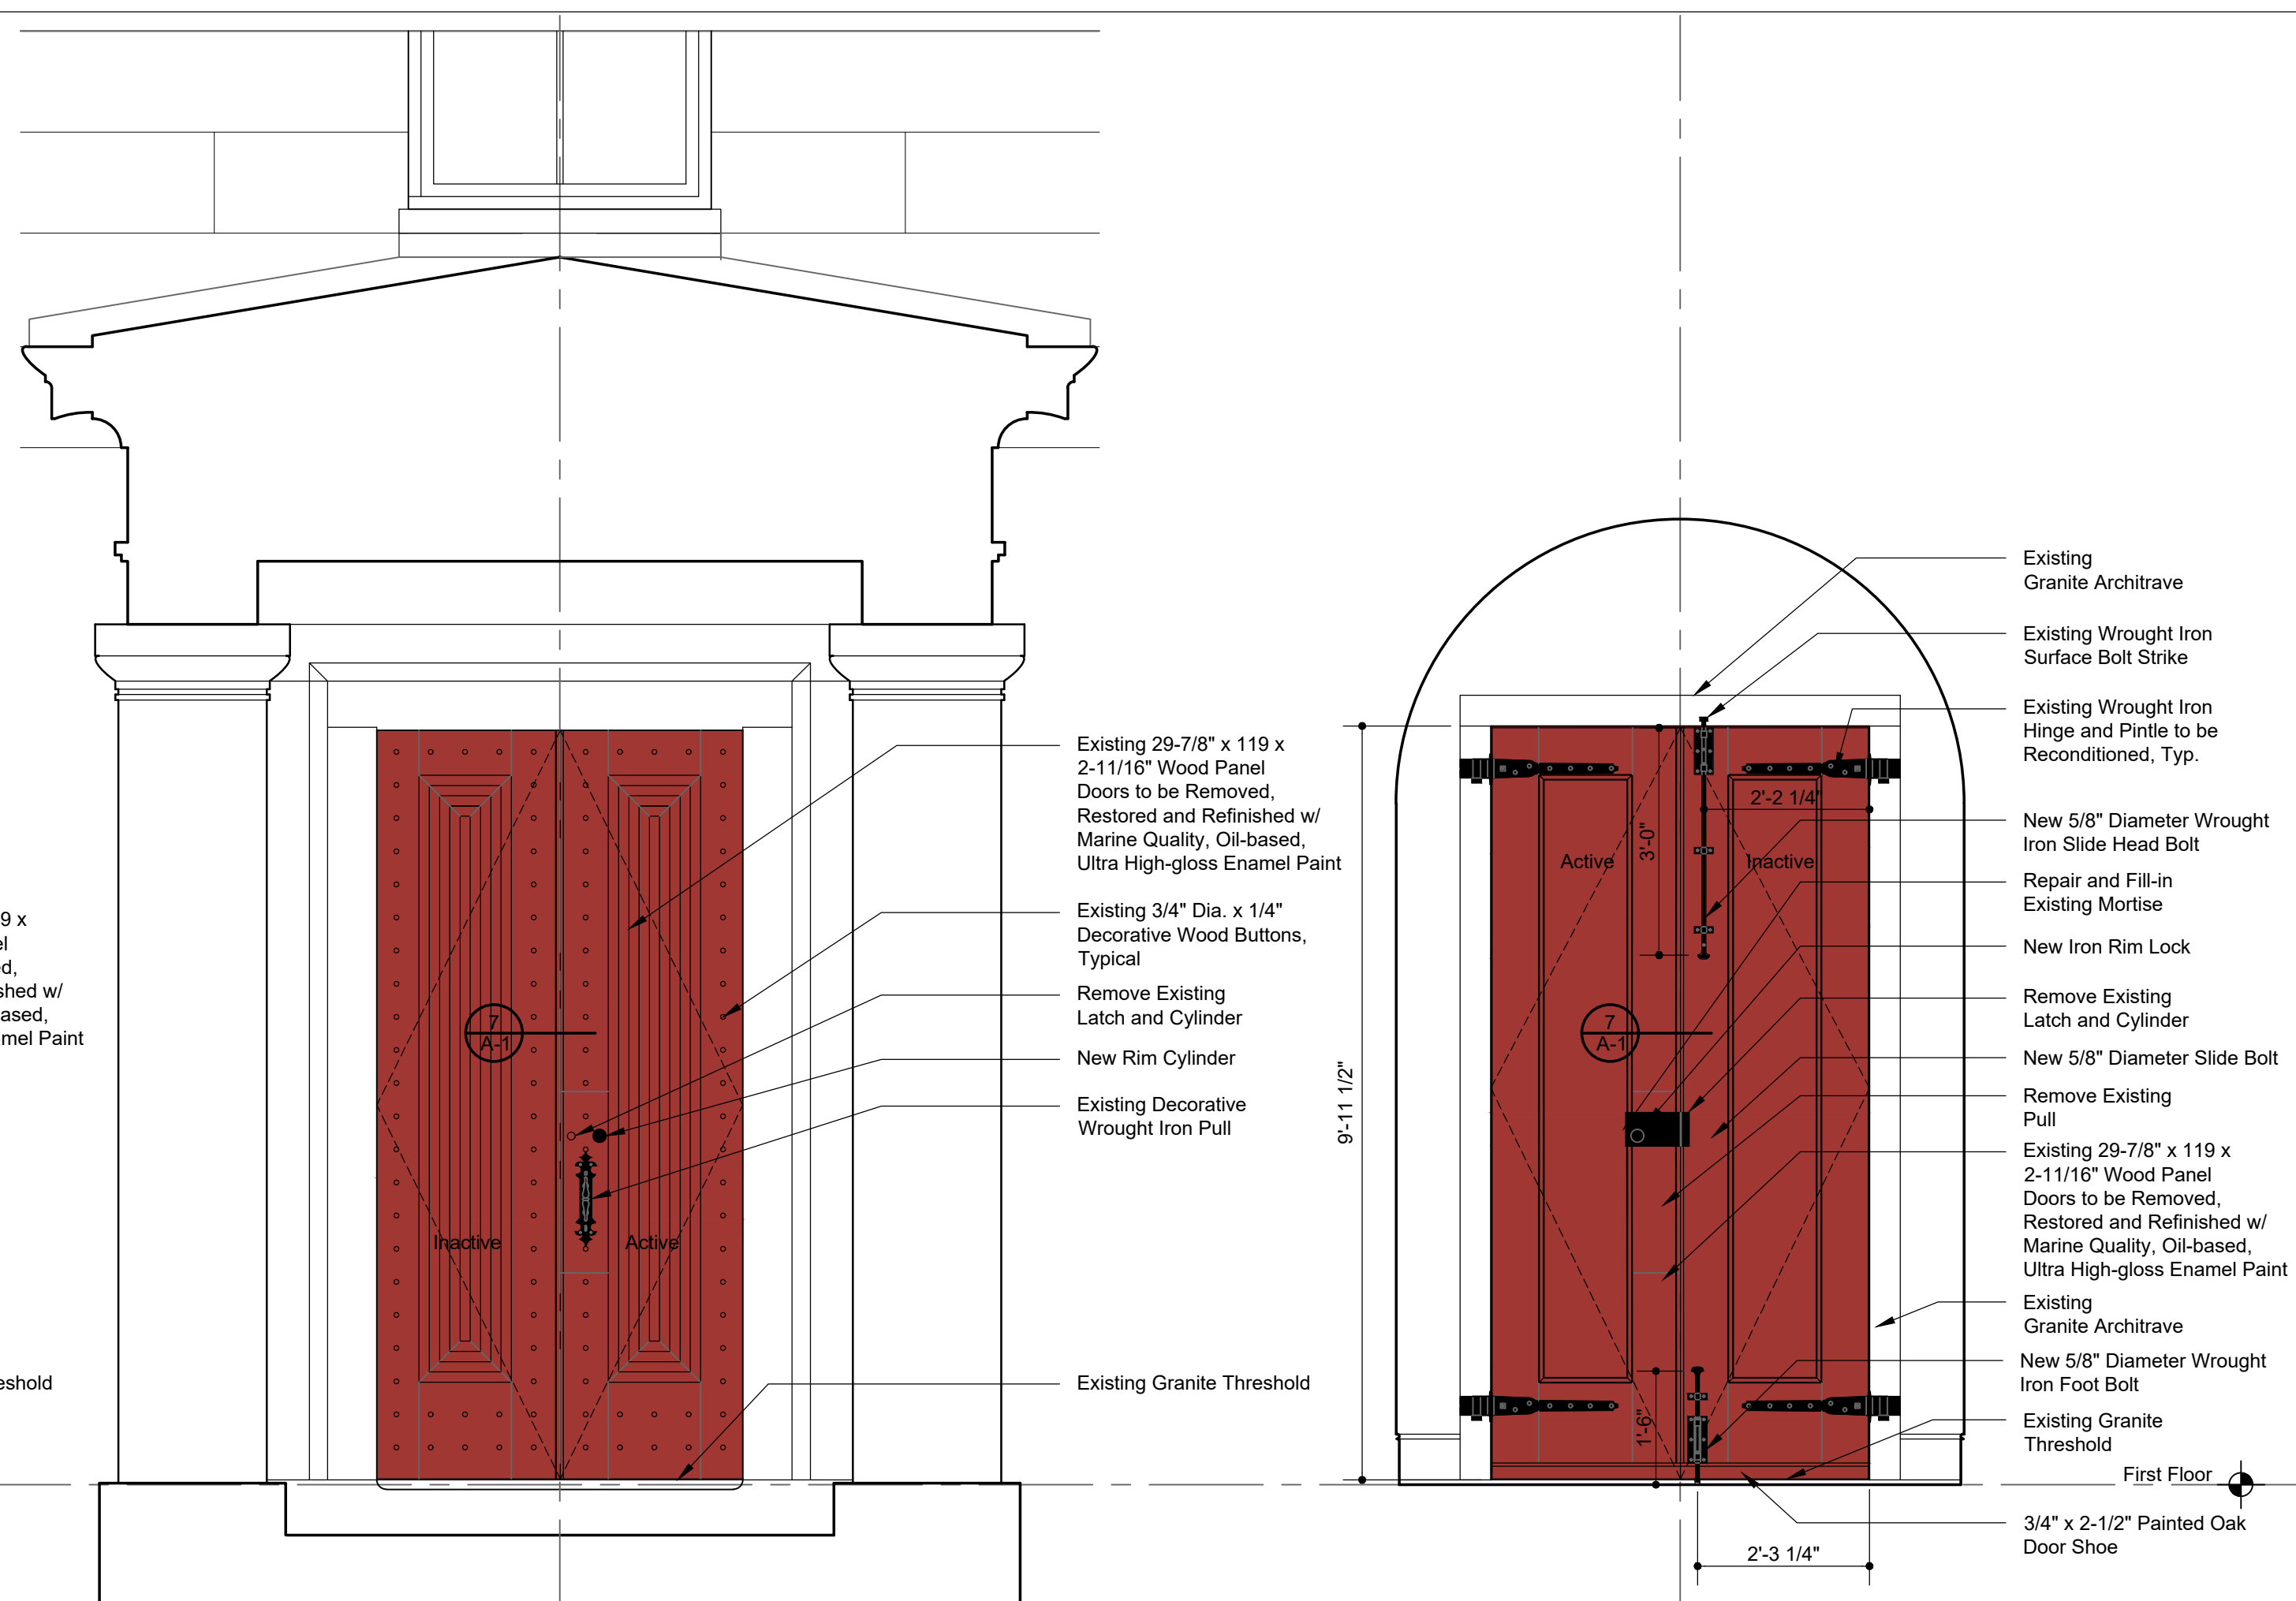 9 x
el
ed,
shed w/
ased,
mel Paint
eshold
Existing 29-7/8" x 119 x
2-11/16" Wood Panel
Doors to be Removed,
Restored and Refinished w/
Marine Quality, Oil-based,
Ultra High-gloss Enamel Paint
Existing 3/4" Dia. x 1/4"
Decorative Wood Buttons,
Typical
Remove Existing
Latch and Cylinder
New Rim Cylinder
Existing Decorative
Wrought Iron Pull
Existing Granite Threshold
7
A-1
Inactive
Active
9'-11 1/2"
3'-0"
2'-2 1/4"
Active
Inactive
7
A-1
1'-6"
2'-3 1/4"
Existing
Granite Architrave
Existing Wrought Iron
Surface Bolt Strike
Existing Wrought Iron
Hinge and Pintle to be
Reconditioned, Typ.
New 5/8" Diameter Wrought
Iron Slide Head Bolt
Repair and Fill-in
Existing Mortise
New Iron Rim Lock
Remove Existing
Latch and Cylinder
New 5/8" Diameter Slide Bolt
Remove Existing
Pull
Existing 29-7/8" x 119 x
2-11/16" Wood Panel
Doors to be Removed,
Restored and Refinished w/
Marine Quality, Oil-based,
Ultra High-gloss Enamel Paint
Existing
Granite Architrave
New 5/8" Diameter Wrought
Iron Foot Bolt
Existing Granite
Threshold
First Floor
3/4" x 2-1/2" Painted Oak
Door Shoe